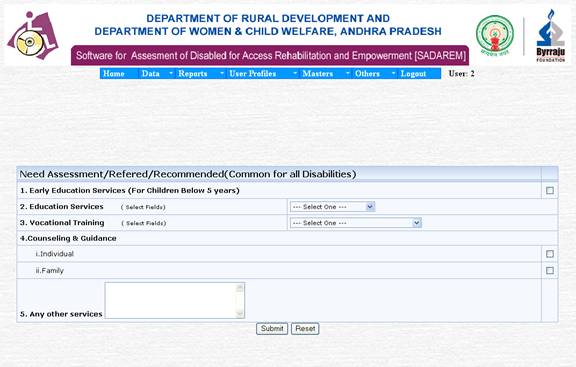 DEPARTMENT OF RURAL DEVELOPMENT AND
DEPARTMENT OF WOMEN & CHILD WELFARE, ANDHRA PRADESH
Software for Assesment of Disabled for Access Rehabilitation and Empowerment [SADAREM]
Byrraju
FOUNDATION
Home Data Reports User Profiles Masters Others Logout User: 2
Need Assessment/Refered/Recommended(Common for all Disabilities)
1. Early Education Services (For Children Below 5 years)
2. Education Services ( Select Fields) --- Select One ---
3. Vocational Training ( Select Fields) --- Select One ---
4.Counseling & Guidance
i.Individual
ii.Family
5. Any other services
Submit Reset